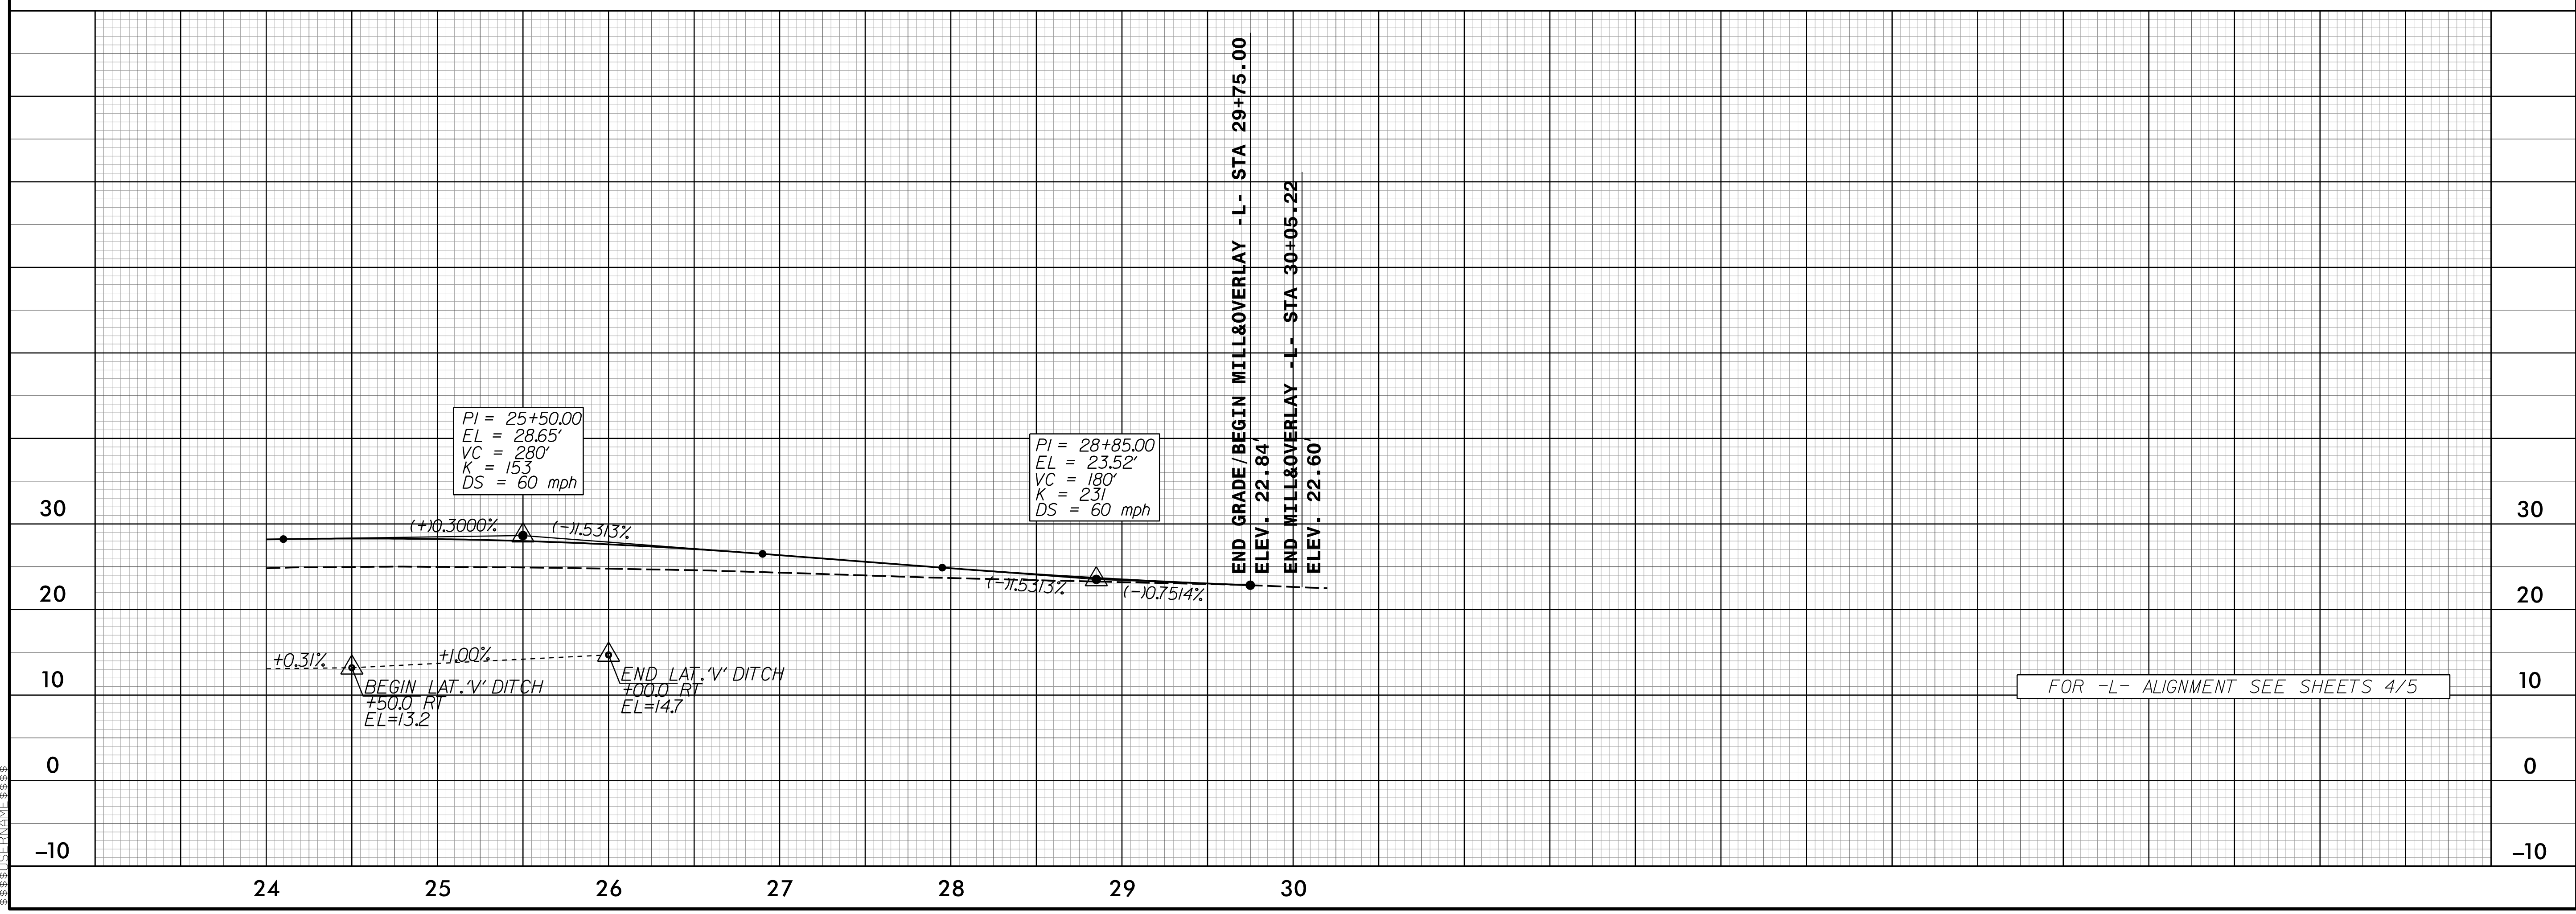 END GRADE/BEGIN MILL&OVERLAY -L- STA 29+75.00
ELEV. 22.84'
END MILL&OVERLAY -L- STA 30+05.22
ELEV. 22.60'
PI = 25+50.00
EL = 28.65'
VC = 280'
K = 153
DS = 60 mph
PI = 28+85.00
EL = 23.52'
VC = 180'
K = 231
DS = 60 mph
30
30
(+)0.3000%
(-)1.5313%
(-)1.5313%
(-)0.7514%
20
20
+0.31%
+1.00%
BEGIN LAT.'V' DITCH
+50.0 RT
EL=13.2
END LAT.'V' DITCH
+00.0 RT
EL=14.7
10
10
FOR -L- ALIGNMENT SEE SHEETS 4/5
0
0
-10
-10
24
25
26
27
28
29
30
$$$$USERNAME$$$$